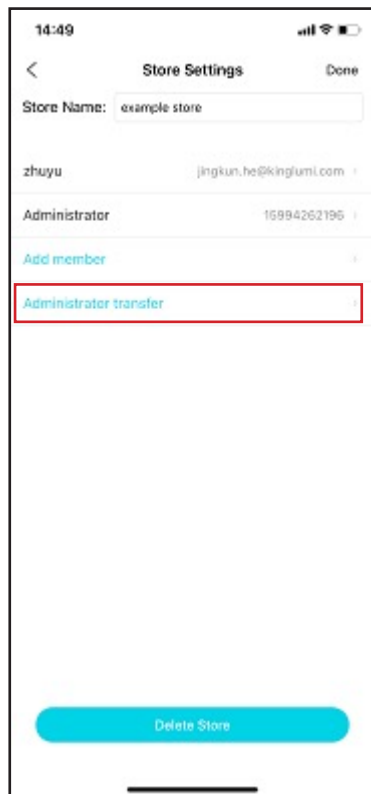 14:49
Store Settings Done
Store Name: example store
zhuyu jingkun.he@kinglumi.com
Administrator 15994262196
Add member
Administrator transfer
Delete Store